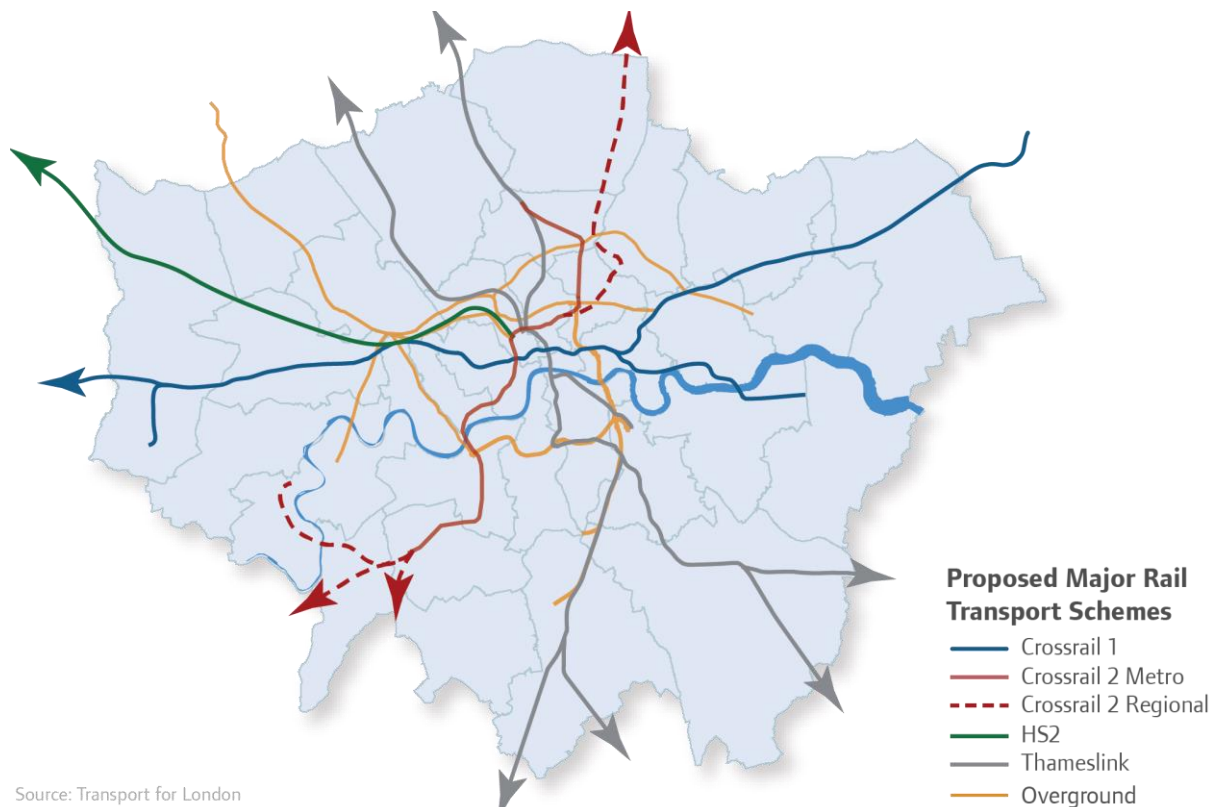 Proposed Major Rail
Transport Schemes
Crossrail 1
Crossrail 2 Metro
Crossrail 2 Regional
HS2
Thameslink
Overground
Source: Transport for London